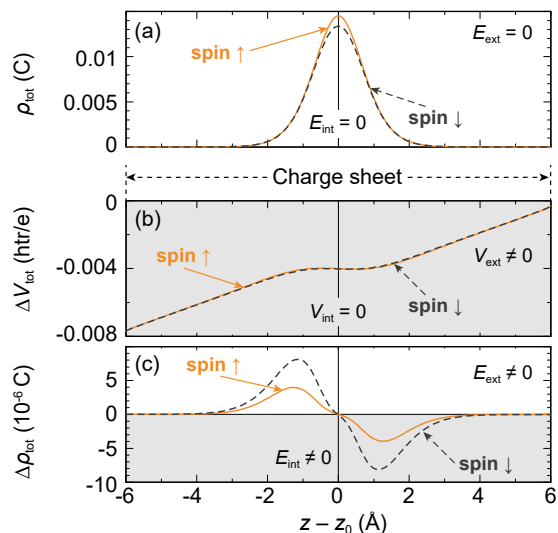 (a)
E_ext = 0
spin ↑
0.01
ρ_tot (C)
0.005
E_int = 0
spin ↓
0
Charge sheet
0
(b)
ΔV_tot (htr/e)
spin ↑
V_ext ≠ 0
-0.004
V_int = 0
spin ↓
-0.008
(c)
spin ↑
E_ext ≠ 0
5
Δρ_tot (10⁻⁶ C)
0
-5
E_int ≠ 0
spin ↓
-10
-6 -4 -2 0 2 4 6
z – z₀ (Å)